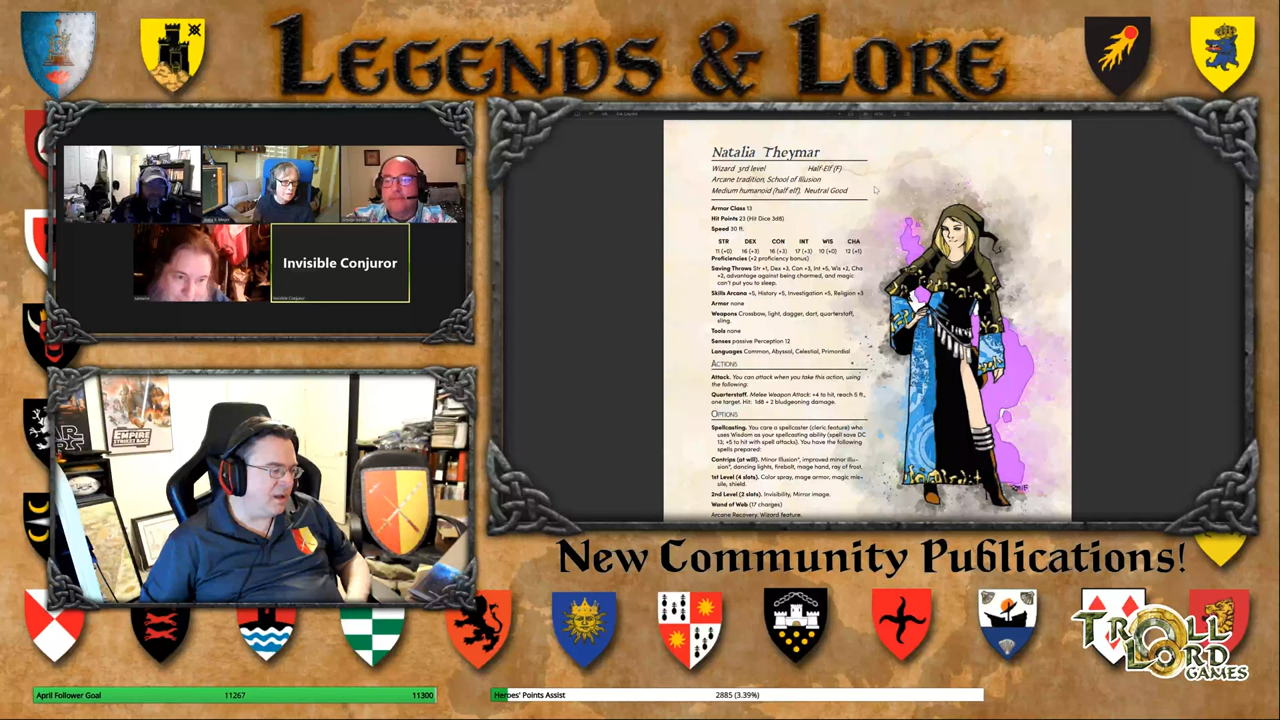 LEGENDS & LORE
Invisible Conjuror
Invisible Conjuror
STAR
WARS
EMPIRE
Natalia Theymar
Wizard 3rd level Half-Elf (F)
Arcane tradition, School of Illusion
Medium humanoid (half elf), Neutral Good
Armor Class 13
Hit Points 23 (Hit Dice 3d8)
Speed 30 ft.
STR DEX CON INT WIS CHA
11 (+0) 16 (+3) 16 (+3) 17 (+3) 10 (+0) 12 (+1)
Proficiencies (+2 proficiency bonus)
Saving Throws Str +1, Dex +3, Con +3, Int +5, Wis +2, Cha
+2, advantage against being charmed, and magic
can't put you to sleep.
Skills Arcana +5, History +5, Investigation +5, Religion +3
Armor none
Weapons Crossbow, light, dagger, dart, quarterstaff,
sling.
Tools none
Senses passive Perception 12
Languages Common, Abyssal, Celestial, Primordial
Actions
Attack. You can attack when you take this action, using
the following:
Quarterstaff. Melee Weapon Attack: +4 to hit, reach 5 ft.,
one target. Hit: 1d8 + 2 bludgeoning damage.
Options
Spellcasting. You care a spellcaster (cleric feature) who
uses Wisdom as your spellcasting ability (spell save DC
13; +5 to hit with spell attacks). You have the following
spells prepared:
Cantrips (at will). Minor Illusion*, improved minor illu-
sion*, dancing lights, firebolt, mage hand, ray of frost.
1st Level (4 slots). Color spray, mage armor, magic mis-
sile, shield.
2nd Level (2 slots). Invisibility, Mirror image.
Wand of Web (17 charges)
Arcane Recovery. Wizard feature.
New Community Publications!
TROLL
LORD
GAMES
April Follower Goal 11267 11300
Heroes' Points Assist 2885 (3.39%)